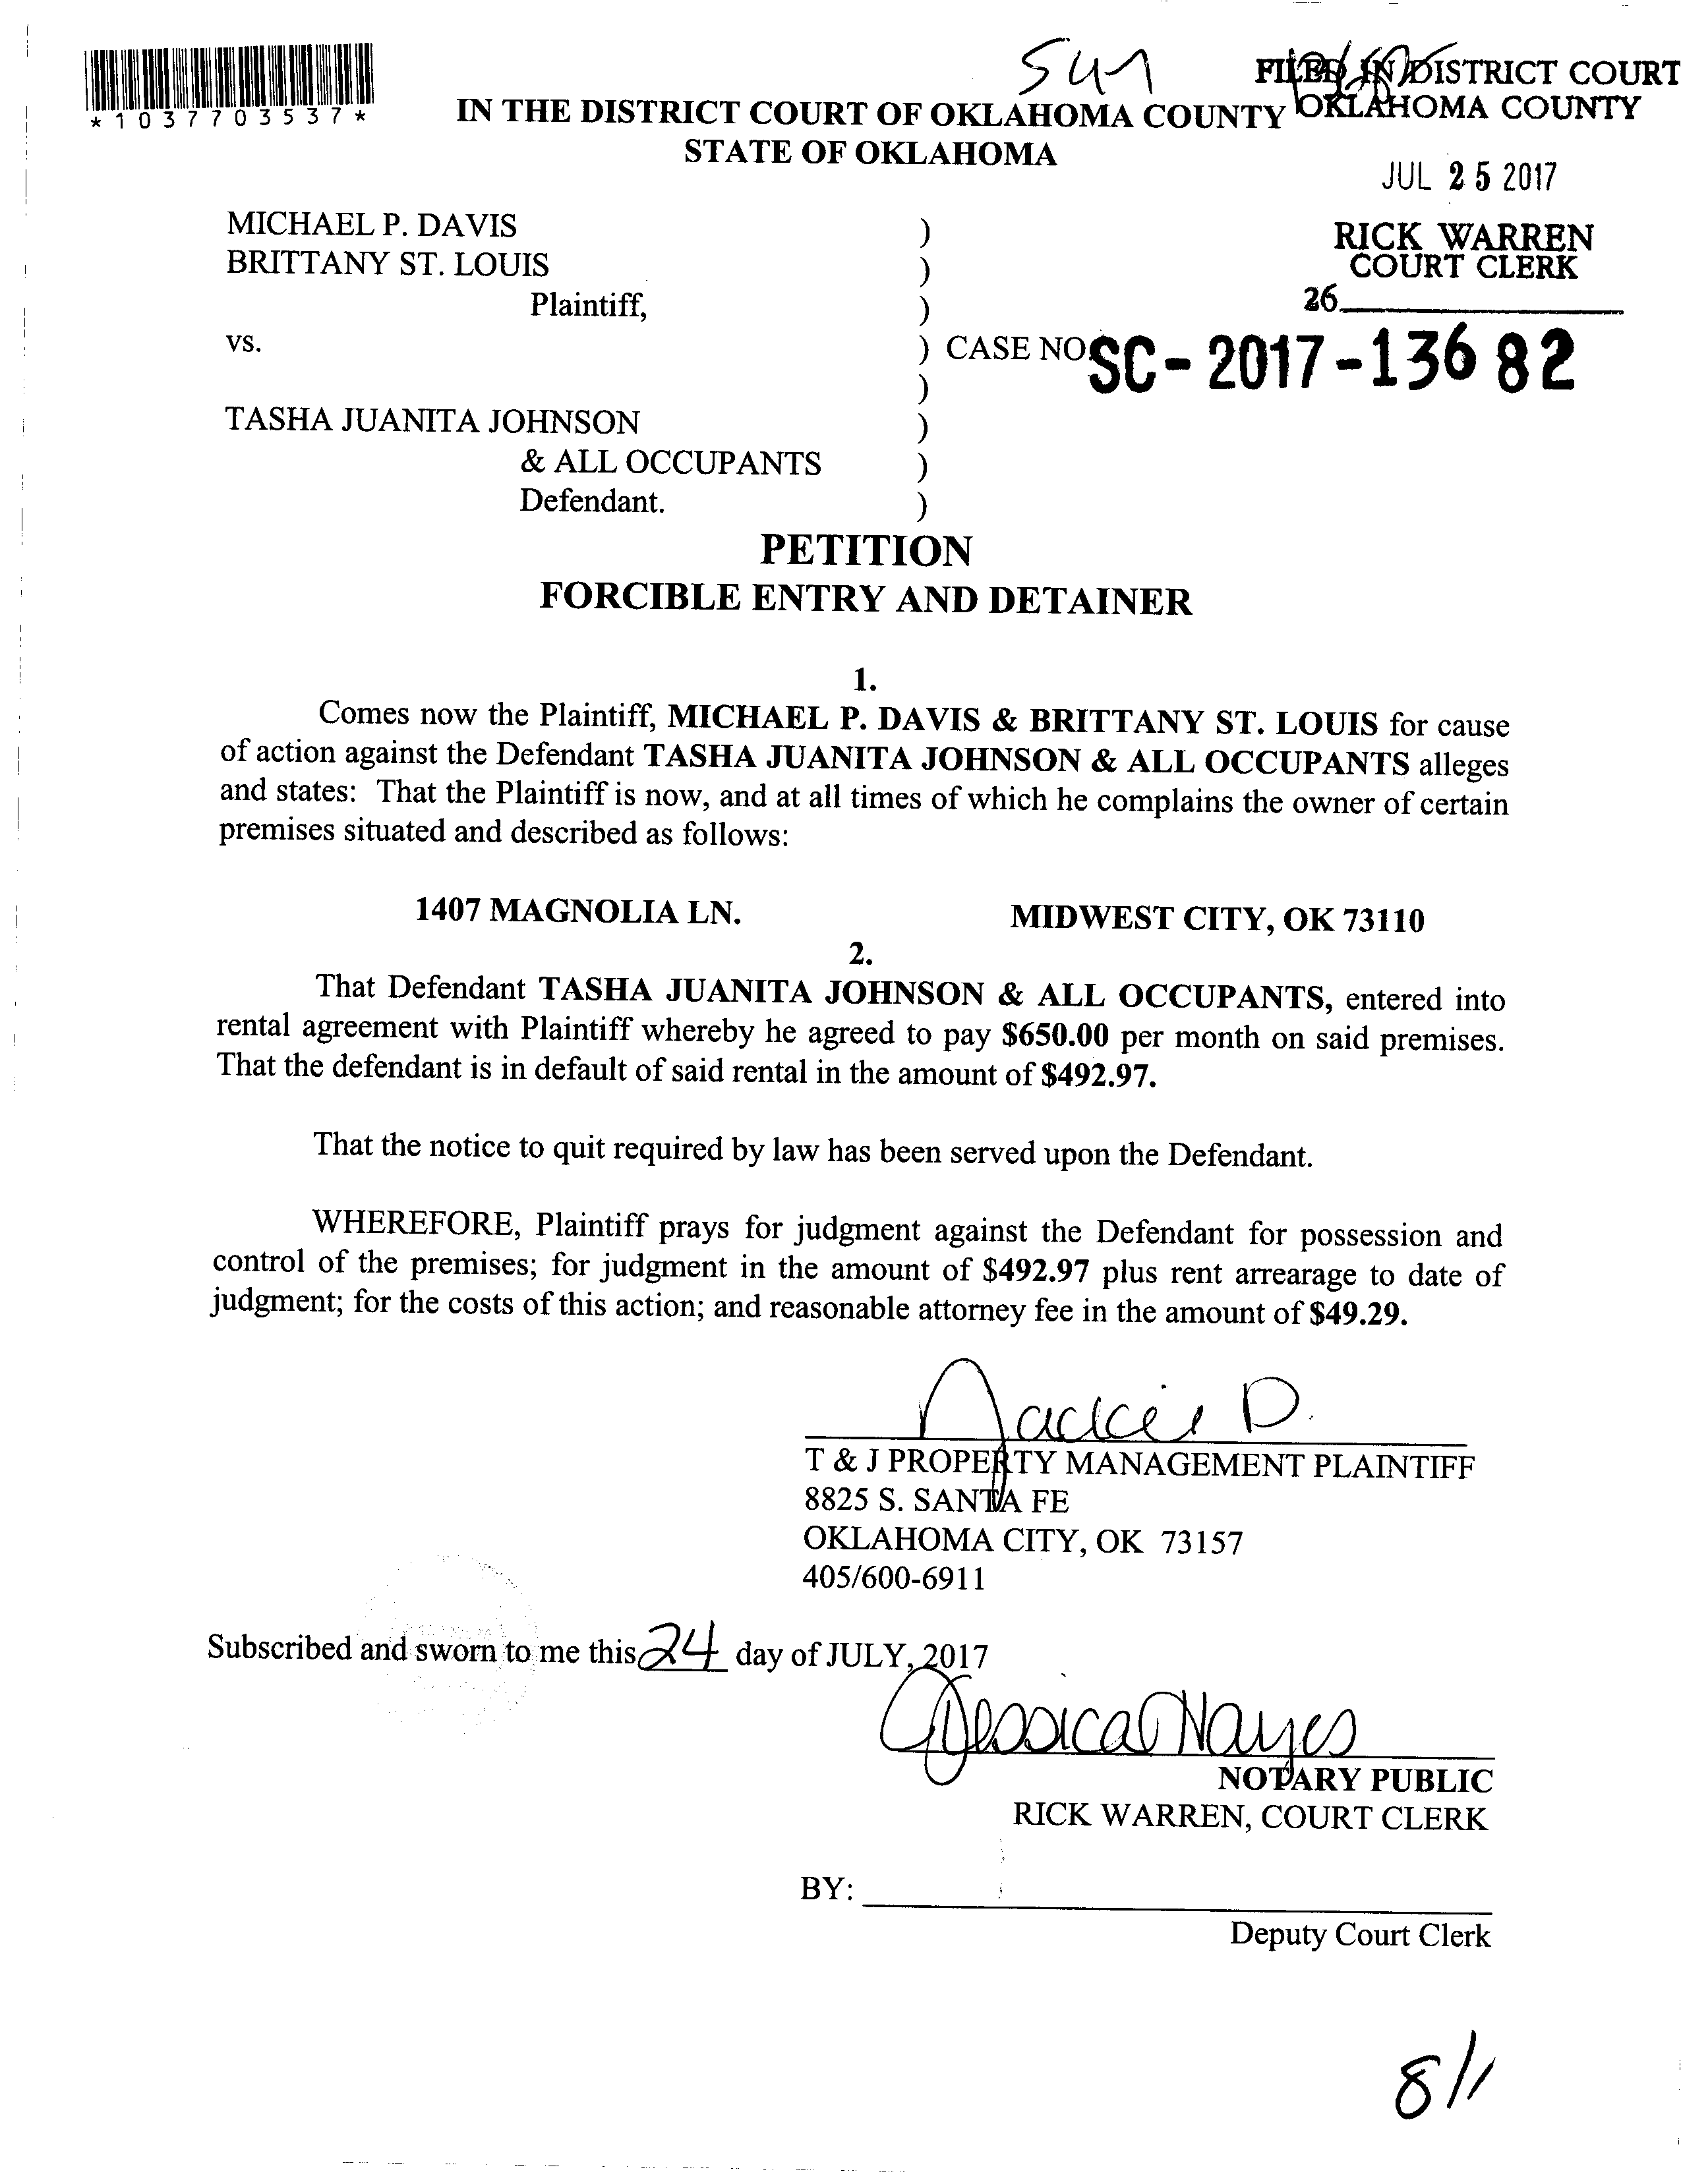 *1037703537*
FILED IN DISTRICT COURT
OKLAHOMA COUNTY
IN THE DISTRICT COURT OF OKLAHOMA COUNTY
STATE OF OKLAHOMA
JUL 25 2017
RICK WARREN
COURT CLERK
26
MICHAEL P. DAVIS )
BRITTANY ST. LOUIS )
Plaintiff, )
vs. ) CASE NO SC-2017-13682
)
TASHA JUANITA JOHNSON )
& ALL OCCUPANTS )
Defendant. )
PETITION
FORCIBLE ENTRY AND DETAINER
1.
Comes now the Plaintiff, MICHAEL P. DAVIS & BRITTANY ST. LOUIS for cause
of action against the Defendant TASHA JUANITA JOHNSON & ALL OCCUPANTS alleges
and states: That the Plaintiff is now, and at all times of which he complains the owner of certain
premises situated and described as follows:
1407 MAGNOLIA LN. MIDWEST CITY, OK 73110
2.
That Defendant TASHA JUANITA JOHNSON & ALL OCCUPANTS, entered into
rental agreement with Plaintiff whereby he agreed to pay $650.00 per month on said premises.
That the defendant is in default of said rental in the amount of $492.97.
That the notice to quit required by law has been served upon the Defendant.
WHEREFORE, Plaintiff prays for judgment against the Defendant for possession and
control of the premises; for judgment in the amount of $492.97 plus rent arrearage to date of
judgment; for the costs of this action; and reasonable attorney fee in the amount of $49.29.
Jackie D.
T & J PROPERTY MANAGEMENT PLAINTIFF
8825 S. SANTA FE
OKLAHOMA CITY, OK 73157
405/600-6911
Subscribed and sworn to me this 24 day of JULY, 2017
Jessica Hayes
NOTARY PUBLIC
RICK WARREN, COURT CLERK
BY:
Deputy Court Clerk
8/1